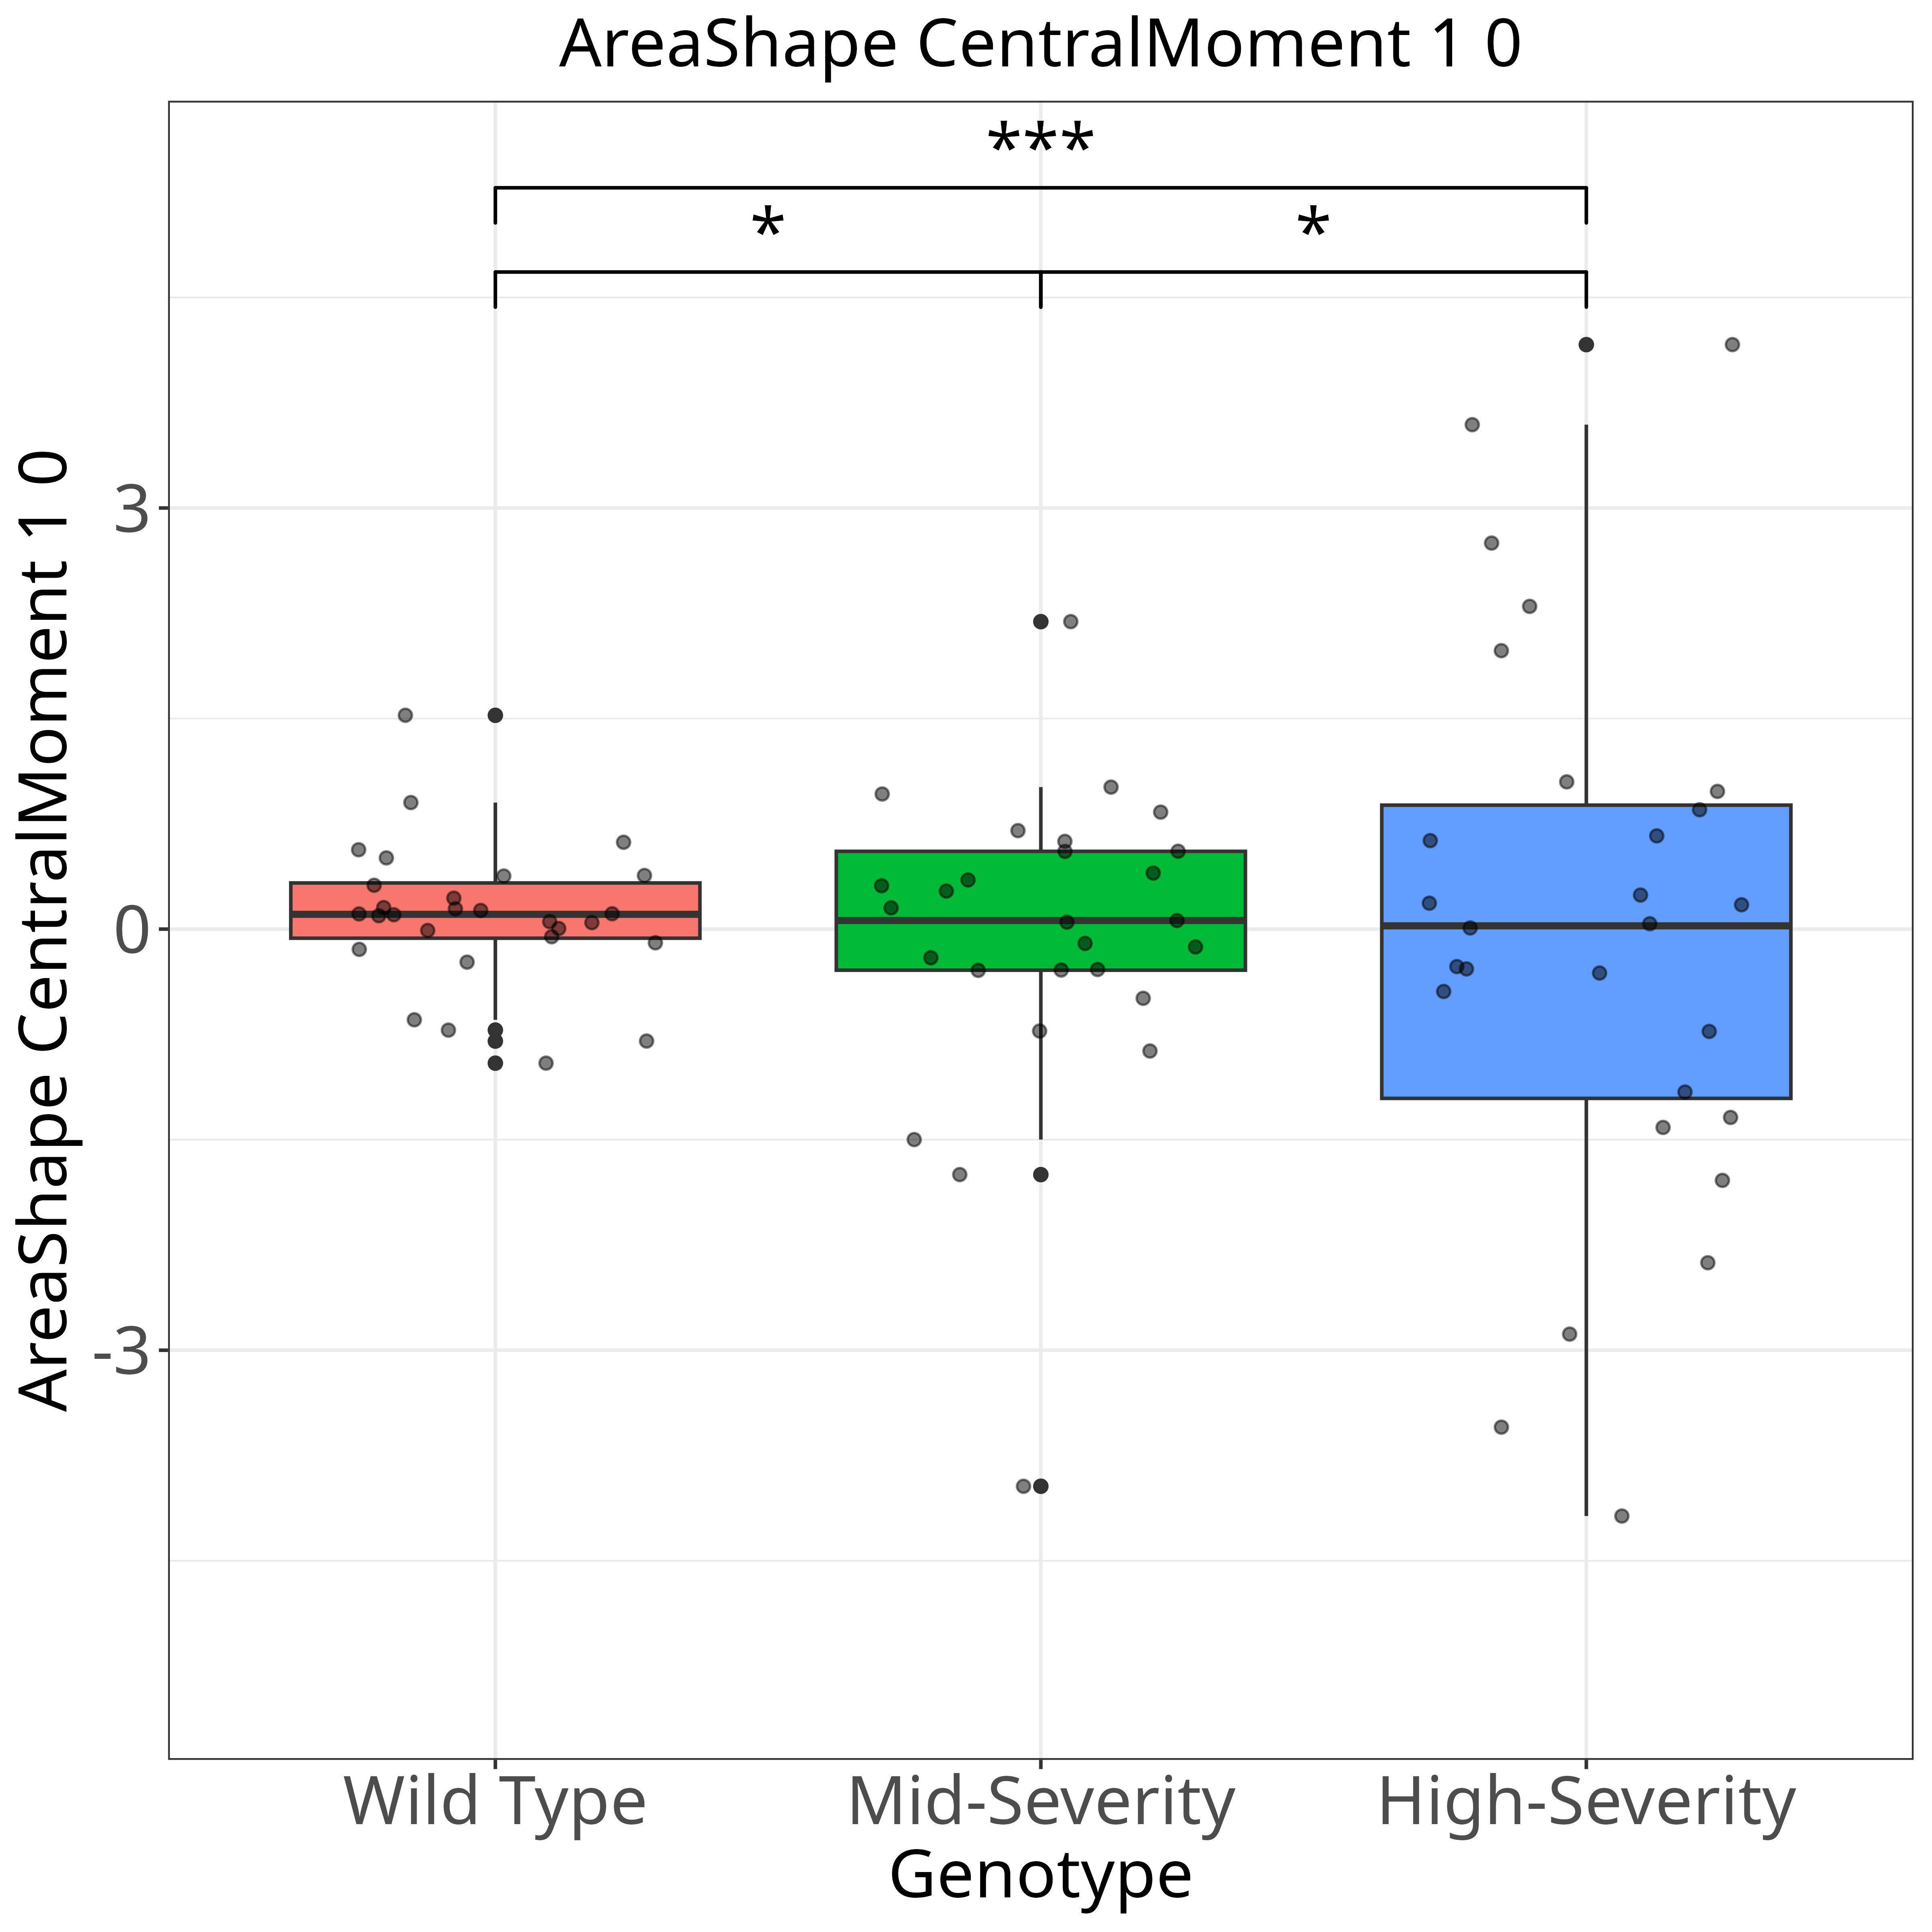 AreaShape CentralMoment 1 0
***
* *
AreaShape CentralMoment 1 0
3
0
-3
Wild Type Mid-Severity High-Severity
Genotype